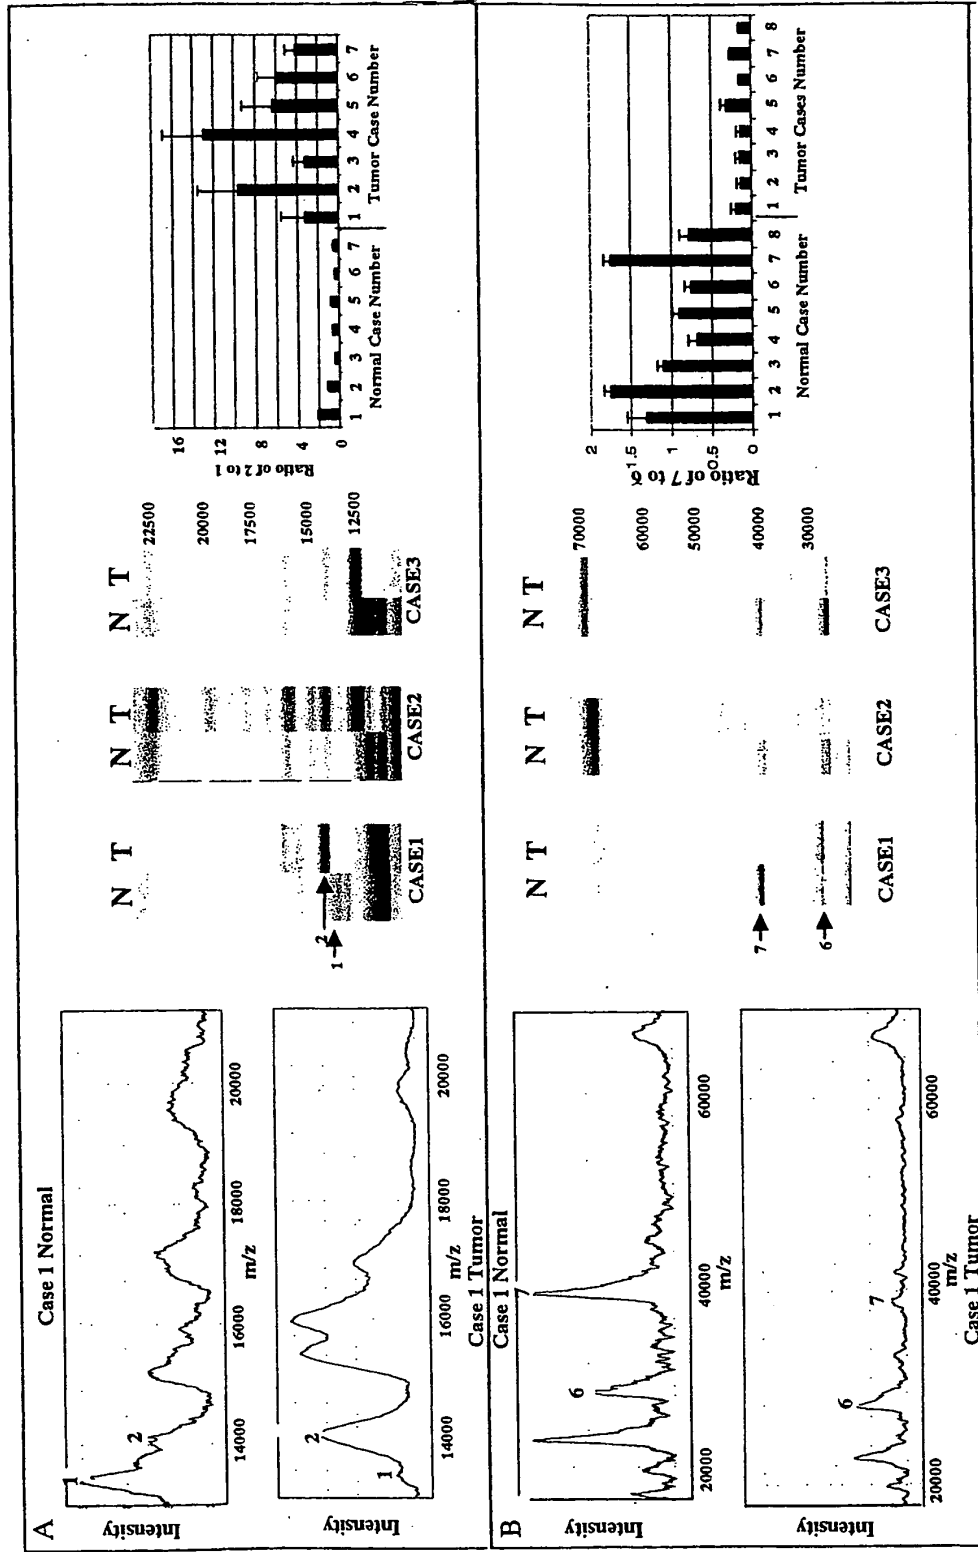 A
Case 1 Normal
Intensity
1
2
14000
16000
18000
20000
m/z
Intensity
1
2
14000
16000
18000
20000
m/z
Case 1 Tumor
N T
N T
N T
1
2
22500
20000
17500
15000
12500
CASE1
CASE2
CASE3
Ratio of 2 to 1
16
12
8
4
0
1 2 3 4 5 6 7
1 2 3 4 5 6 7
Normal Case Number
Tumor Case Number
B
Case 1 Normal
Intensity
6
7
20000
40000
60000
m/z
Intensity
6
7
20000
40000
60000
m/z
Case 1 Tumor
N T
N T
N T
7
6
70000
60000
50000
40000
30000
CASE1
CASE2
CASE3
Ratio of 7 to 6
2
1.5
1
0.5
0
1 2 3 4 5 6 7 8
1 2 3 4 5 6 7 8
Normal Case Number
Tumor Cases Number